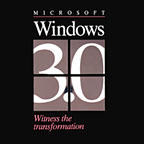 MICROSOFT
Windows
3.0
Witness the
transformation